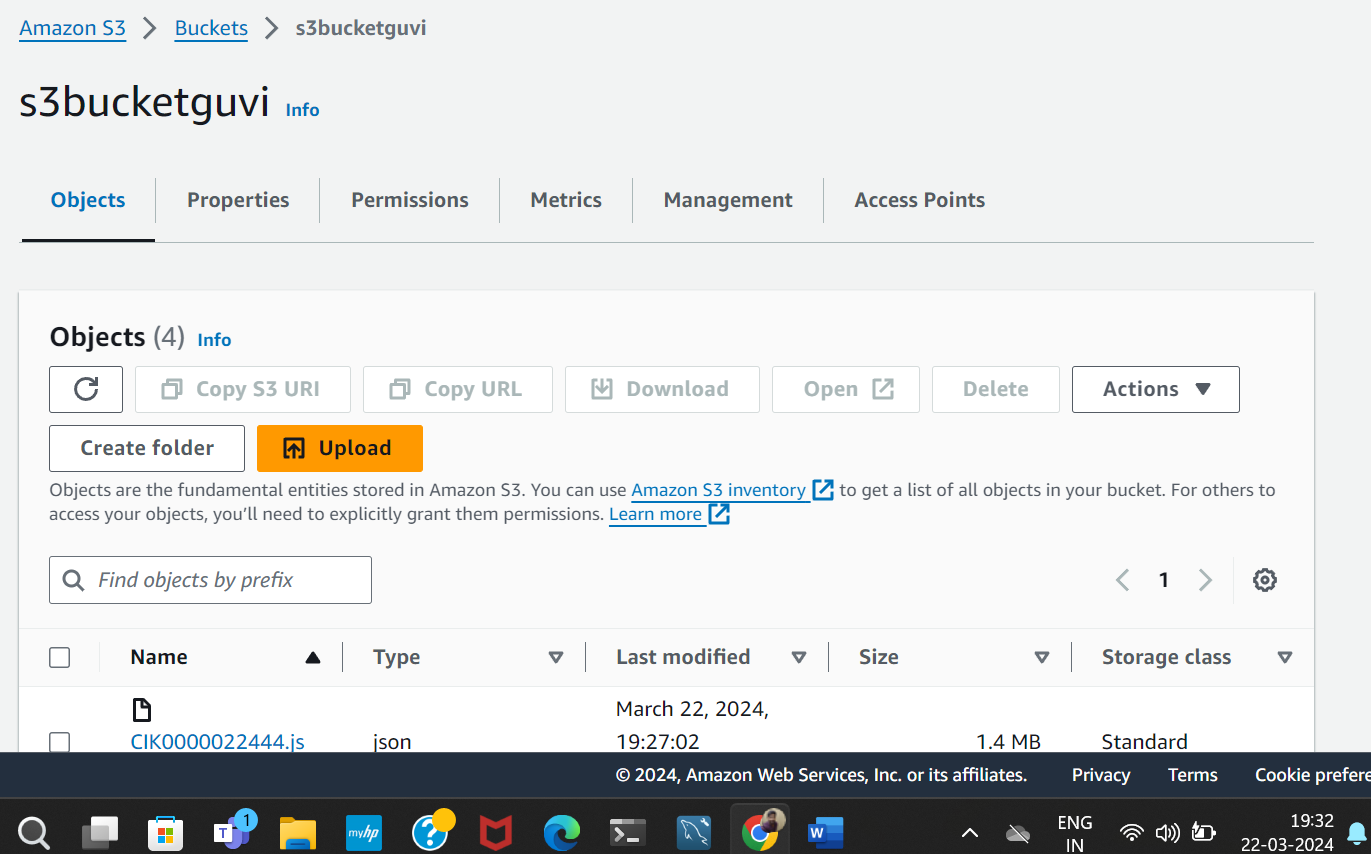 Amazon S3 > Buckets > s3bucketguvi
s3bucketguvi Info
Objects Properties Permissions Metrics Management Access Points
Objects (4) Info
Copy S3 URI Copy URL Download Open Delete Actions
Create folder Upload
Objects are the fundamental entities stored in Amazon S3. You can use Amazon S3 inventory to get a list of all objects in your bucket. For others to
access your objects, you’ll need to explicitly grant them permissions. Learn more
Find objects by prefix 1
Name Type Last modified Size Storage class
March 22, 2024,
CIK0000022444.js json 19:27:02 1.4 MB Standard
© 2024, Amazon Web Services, Inc. or its affiliates. Privacy Terms Cookie prefere
T 1 myhp ? W ENG 19:32
IN 22-03-2024